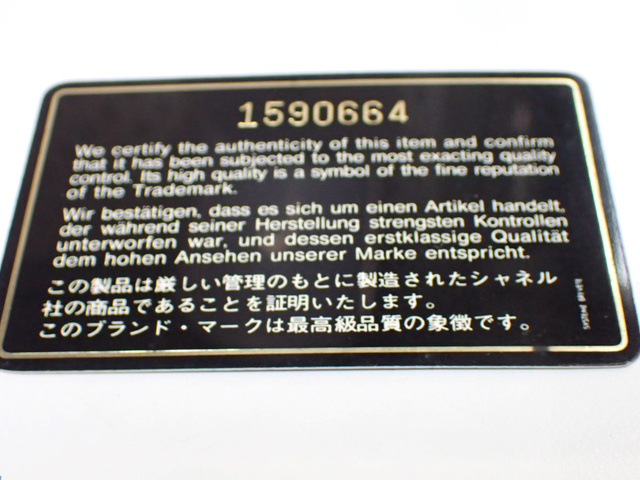 1590664
We certify the authenticity of this item and confirm
that it has been subjected to the most exacting quality
control. Its high quality is a symbol of the fine reputation
of the Trademark.
Wir bestätigen, dass es sich um einen Artikel handelt,
der während seiner Herstellung strengsten Kontrollen
unterworfen war, und dessen erstklassige Qualität
dem hohen Ansehen unserer Marke entspricht.
この製品は厳しい管理のもとに製造されたシャネル
社の商品であることを証明いたします。
このブランド・マークは最高級品質の象徴です。